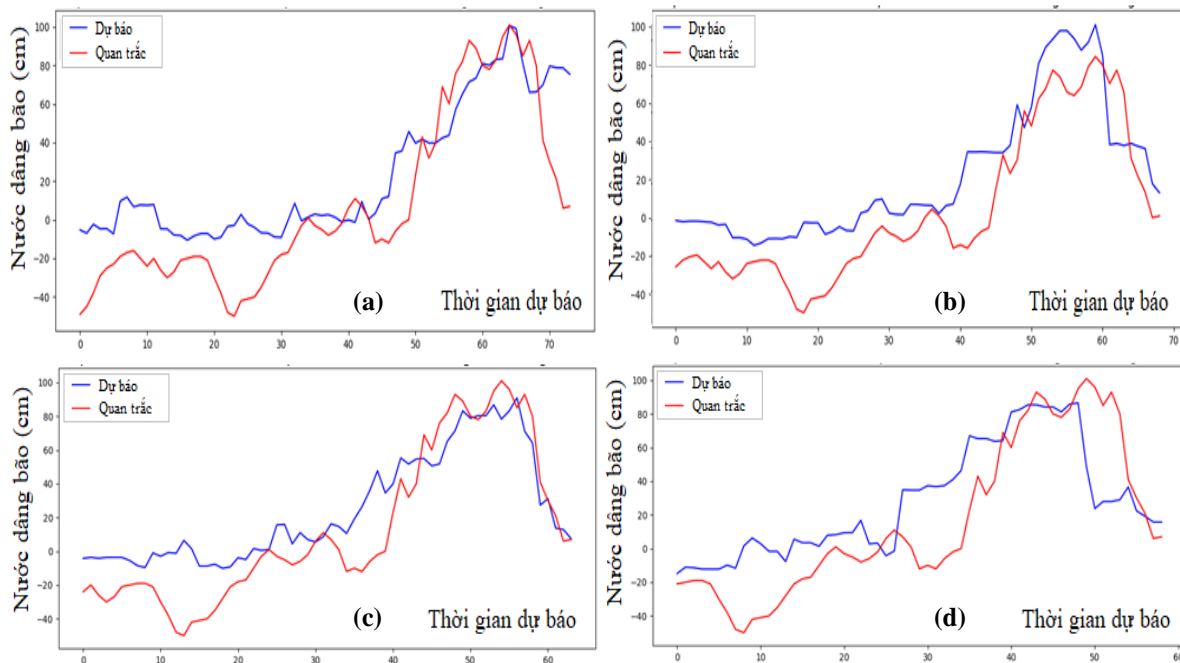 Nước dâng bão (cm)
100
80
60
40
20
0
−20
−40
Dự báo
Quan trắc
(a)
Thời gian dự báo
0 10 20 30 40 50 60 70
Nước dâng bão (cm)
100
80
60
40
20
0
−20
−40
Dự báo
Quan trắc
(b)
Thời gian dự báo
0 10 20 30 40 50 60 70
Nước dâng bão (cm)
100
80
60
40
20
0
−20
−40
Dự báo
Quan trắc
(c)
Thời gian dự báo
0 10 20 30 40 50 60
Nước dâng bão (cm)
100
80
60
40
20
0
−20
−40
Dự báo
Quan trắc
(d)
Thời gian dự báo
0 10 20 30 40 50 60